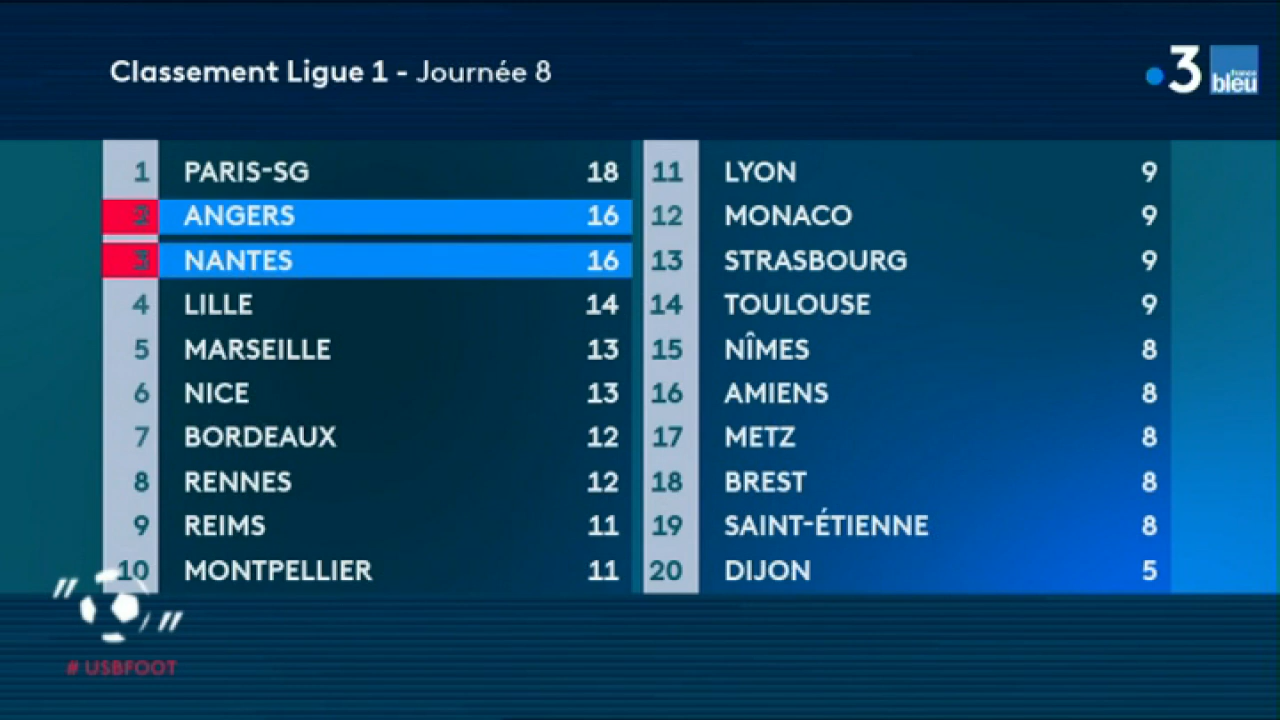 Classement Ligue 1 - Journée 8
3
france
bleu
1 PARIS-SG 18
2 ANGERS 16
3 NANTES 16
4 LILLE 14
5 MARSEILLE 13
6 NICE 13
7 BORDEAUX 12
8 RENNES 12
9 REIMS 11
10 MONTPELLIER 11
11 LYON 9
12 MONACO 9
13 STRASBOURG 9
14 TOULOUSE 9
15 NÎMES 8
16 AMIENS 8
17 METZ 8
18 BREST 8
19 SAINT-ÉTIENNE 8
20 DIJON 5
# USBFOOT